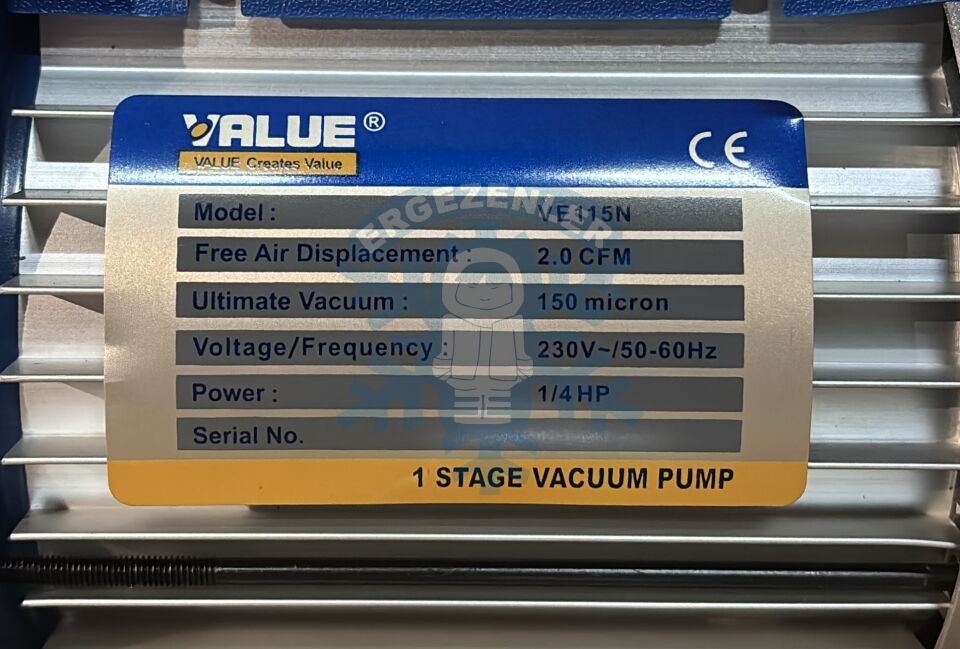 VALUE®
CE
VALUE Creates Value
Model : VE115N
Free Air Displacement : 2.0 CFM
Ultimate Vacuum : 150 micron
Voltage/Frequency : 230V~/50-60Hz
Power : 1/4 HP
Serial No.
1 STAGE VACUUM PUMP
ERGEZENLER